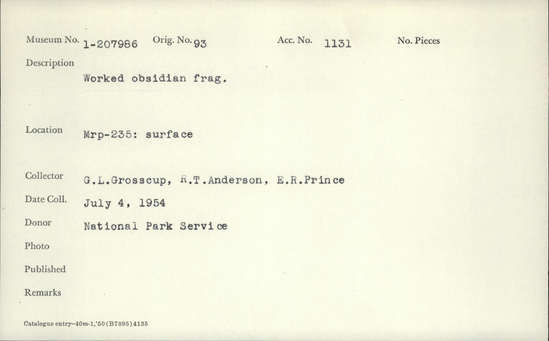 Museum No. 1-207986 Orig. No. 93 Acc. No. 1131 No. Pieces
Description
Worked obsidian frag.
Location Mrp-235: surface
Collector G.L.Grosscup, R.T.Anderson, E.R.Prince
Date Coll. July 4, 1954
Donor National Park Service
Photo
Published
Remarks
Catalogue entry—40m-1,'50(B7895)4135